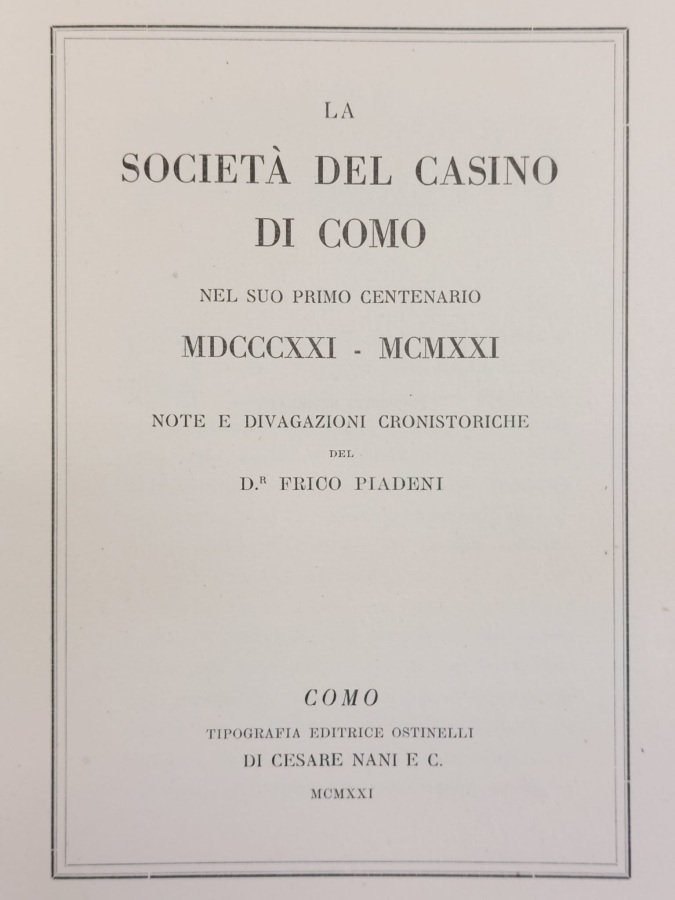 LA
SOCIETÀ DEL CASINO
DI COMO
NEL SUO PRIMO CENTENARIO
MDCCCXXI - MCMXXI
NOTE E DIVAGAZIONI CRONISTORICHE
DEL
D.ᴿ FRICO PIADENI
COMO
TIPOGRAFIA EDITRICE OSTINELLI
DI CESARE NANI E C.
MCMXXI